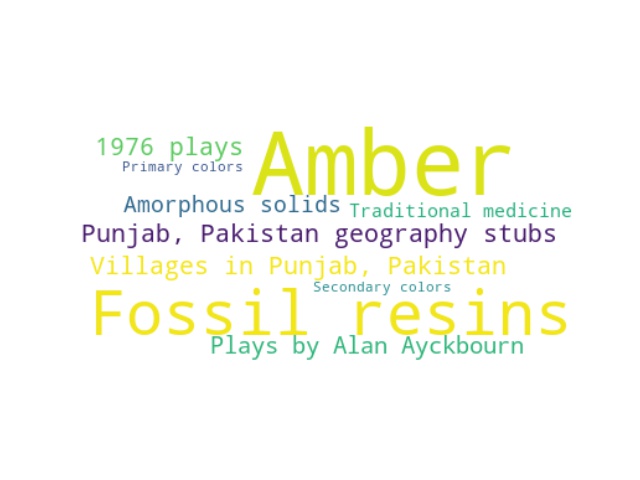 1976 plays
Amber
Primary colors
Amorphous solids
Traditional medicine
Punjab, Pakistan geography stubs
Villages in Punjab, Pakistan
Secondary colors
Fossil resins
Plays by Alan Ayckbourn